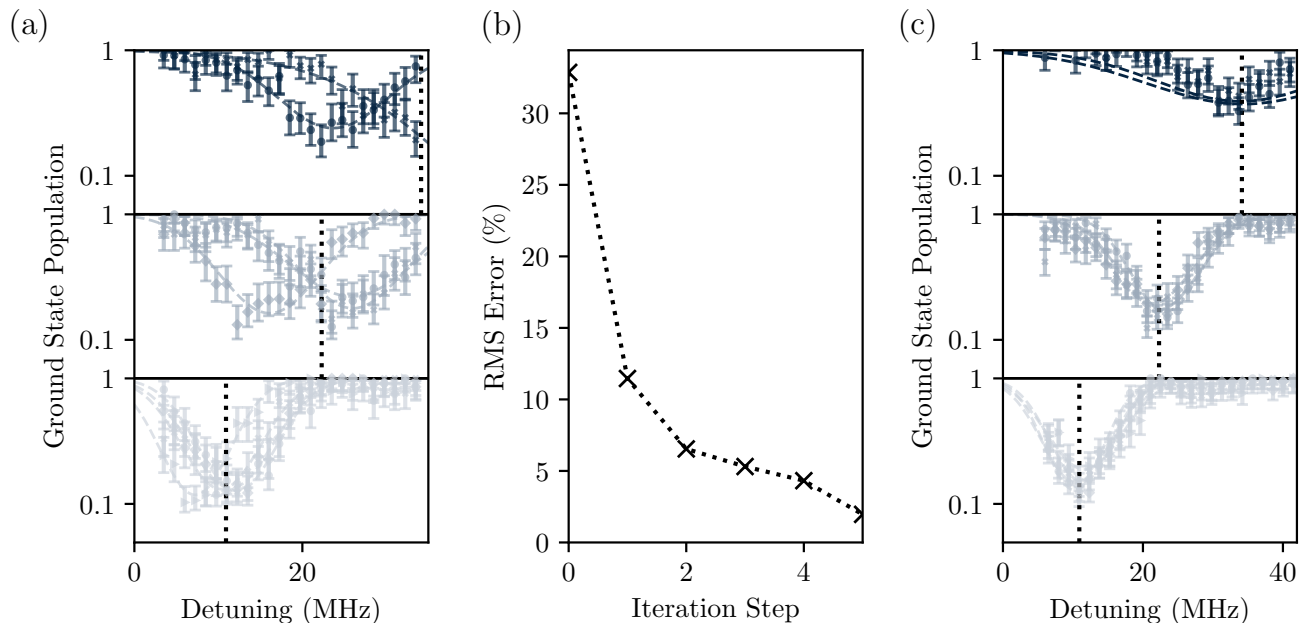 (a)
(b)
(c)
Ground State Population
1
0.1
1
0.1
1
0.1
20
Detuning (MHz)
RMS Error (%)
30
25
20
15
10
5
0
0
2
4
Iteration Step
Ground State Population
1
0.1
1
0.1
1
0.1
0
20
40
Detuning (MHz)